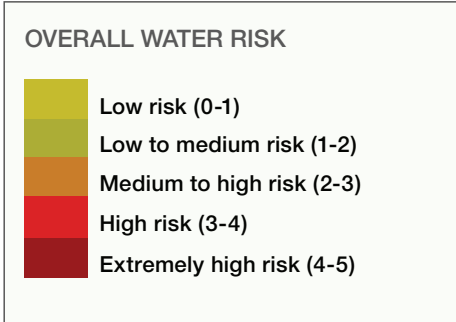 OVERALL WATER RISK
Low risk (0-1)
Low to medium risk (1-2)
Medium to high risk (2-3)
High risk (3-4)
Extremely high risk (4-5)